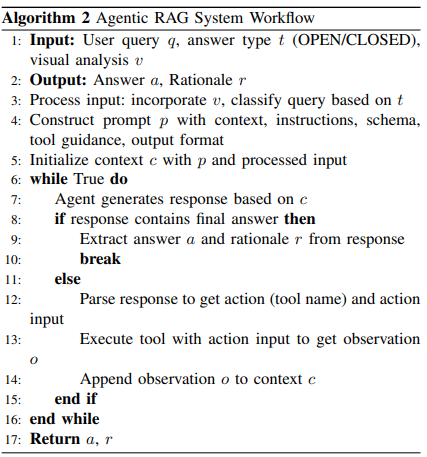 Algorithm 2 Agentic RAG System Workflow
1: Input: User query q, answer type t (OPEN/CLOSED),
visual analysis v
2: Output: Answer a, Rationale r
3: Process input: incorporate v, classify query based on t
4: Construct prompt p with context, instructions, schema,
tool guidance, output format
5: Initialize context c with p and processed input
6: while True do
7: Agent generates response based on c
8: if response contains final answer then
9: Extract answer a and rationale r from response
10: break
11: else
12: Parse response to get action (tool name) and action
input
13: Execute tool with action input to get observation
o
14: Append observation o to context c
15: end if
16: end while
17: Return a, r